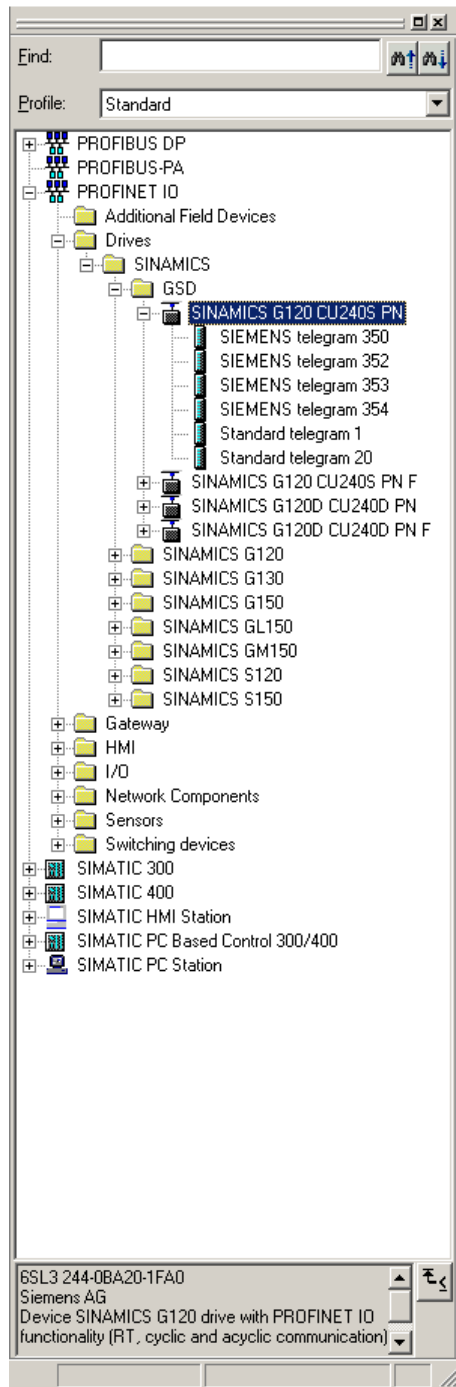 Find:
Profile: Standard
PROFIBUS DP
PROFIBUS-PA
PROFINET IO
Additional Field Devices
Drives
SINAMICS
GSD
SINAMICS G120 CU240S PN
SIEMENS telegram 350
SIEMENS telegram 352
SIEMENS telegram 353
SIEMENS telegram 354
Standard telegram 1
Standard telegram 20
SINAMICS G120 CU240S PN F
SINAMICS G120D CU240D PN
SINAMICS G120D CU240D PN F
SINAMICS G120
SINAMICS G130
SINAMICS G150
SINAMICS GL150
SINAMICS GM150
SINAMICS S120
SINAMICS S150
Gateway
HMI
I/O
Network Components
Sensors
Switching devices
SIMATIC 300
SIMATIC 400
SIMATIC HMI Station
SIMATIC PC Based Control 300/400
SIMATIC PC Station
6SL3 244-0BA20-1FA0
Siemens AG
Device SINAMICS G120 drive with PROFINET IO
functionality (RT, cyclic and acyclic communication)